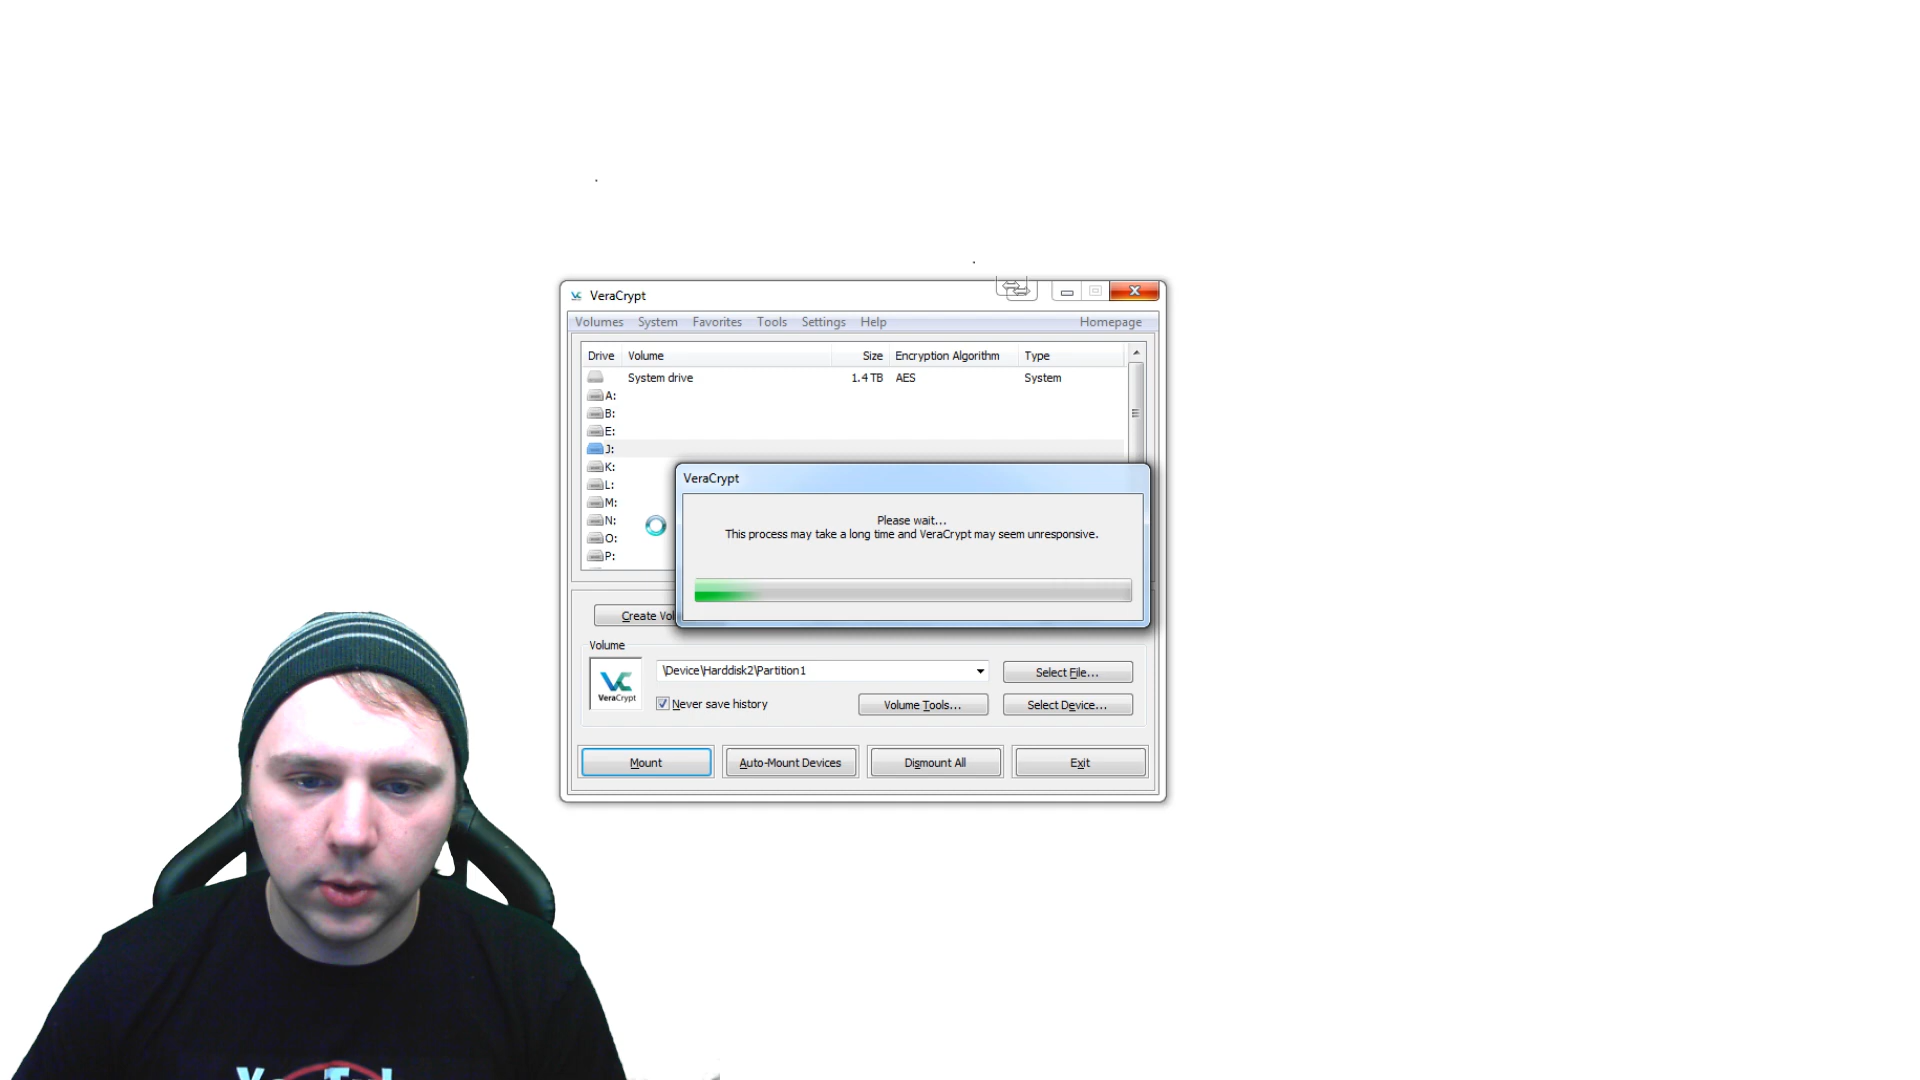 VeraCrypt
Volumes System Favorites Tools Settings Help Homepage
Drive Volume Size Encryption Algorithm Type
System drive 1.4 TB AES System
A:
B:
E:
J:
K:
L:
M:
N:
O:
P:
VeraCrypt
Please wait...
This process may take a long time and VeraCrypt may seem unresponsive.
Create Vol
Volume
VeraCrypt
\Device\Harddisk2\Partition1
Select File...
Never save history
Volume Tools...
Select Device...
Mount
Auto-Mount Devices
Dismount All
Exit